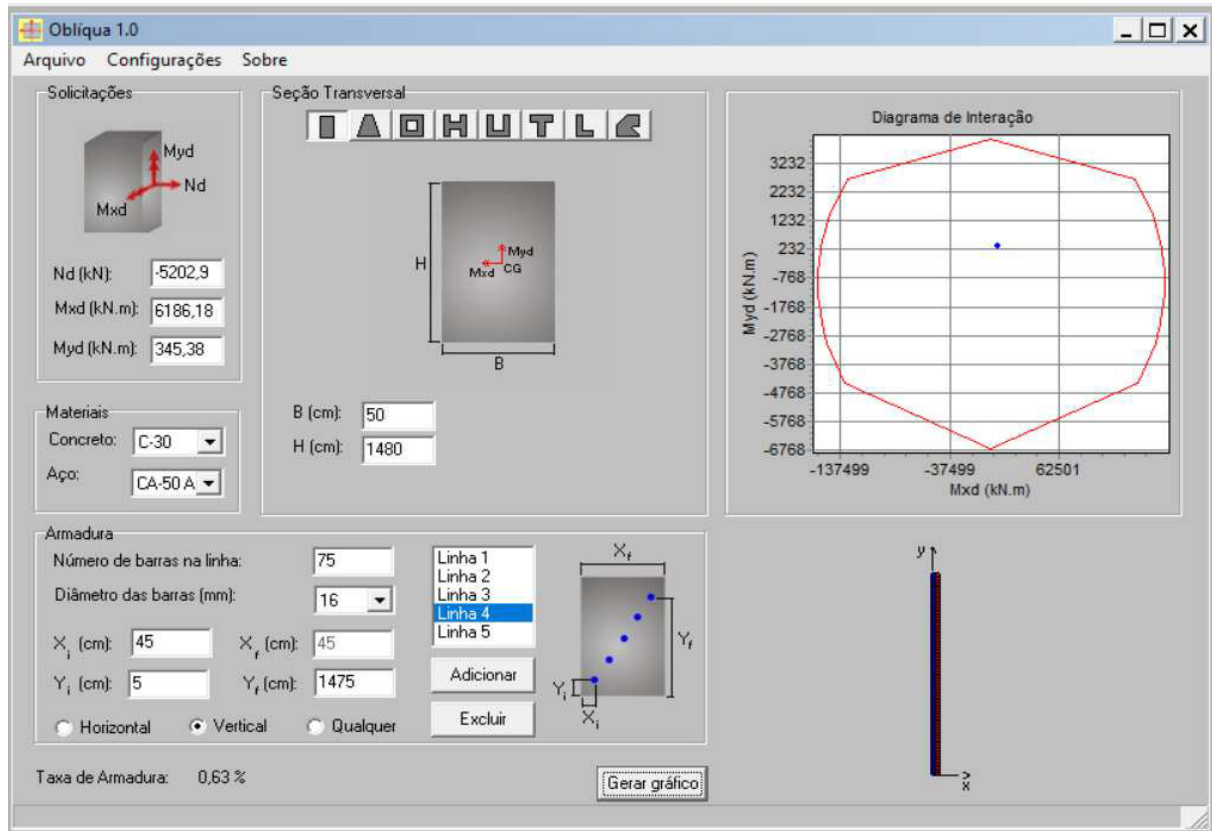 Oblíqua 1.0
Arquivo Configurações Sobre
Solicitações
Myd
Nd
Mxd
Nd (kN): -5202,9
Mxd (kN.m): 6186,18
Myd (kN.m): 345,38
Seção Transversal
H
Myd
Mxd CG
B
B (cm): 50
H (cm): 1480
Diagrama de Interação
Myd (kN.m)
3232
2232
1232
232
-768
-1768
-2768
-3768
-4768
-5768
-6768
-137499 -37499 62501
Mxd (kN.m)
Materiais
Concreto: C-30
Aço: CA-50 A
Armadura
Número de barras na linha: 75
Diâmetro das barras (mm): 16
Xi (cm): 45 Xf (cm): 45
Yi (cm): 5 Yf (cm): 1475
Horizontal Vertical Qualquer
Linha 1
Linha 2
Linha 3
Linha 4
Linha 5
Adicionar
Excluir
Xf
Yf
Yi
Xi
y
x
Taxa de Armadura: 0,63 %
Gerar gráfico